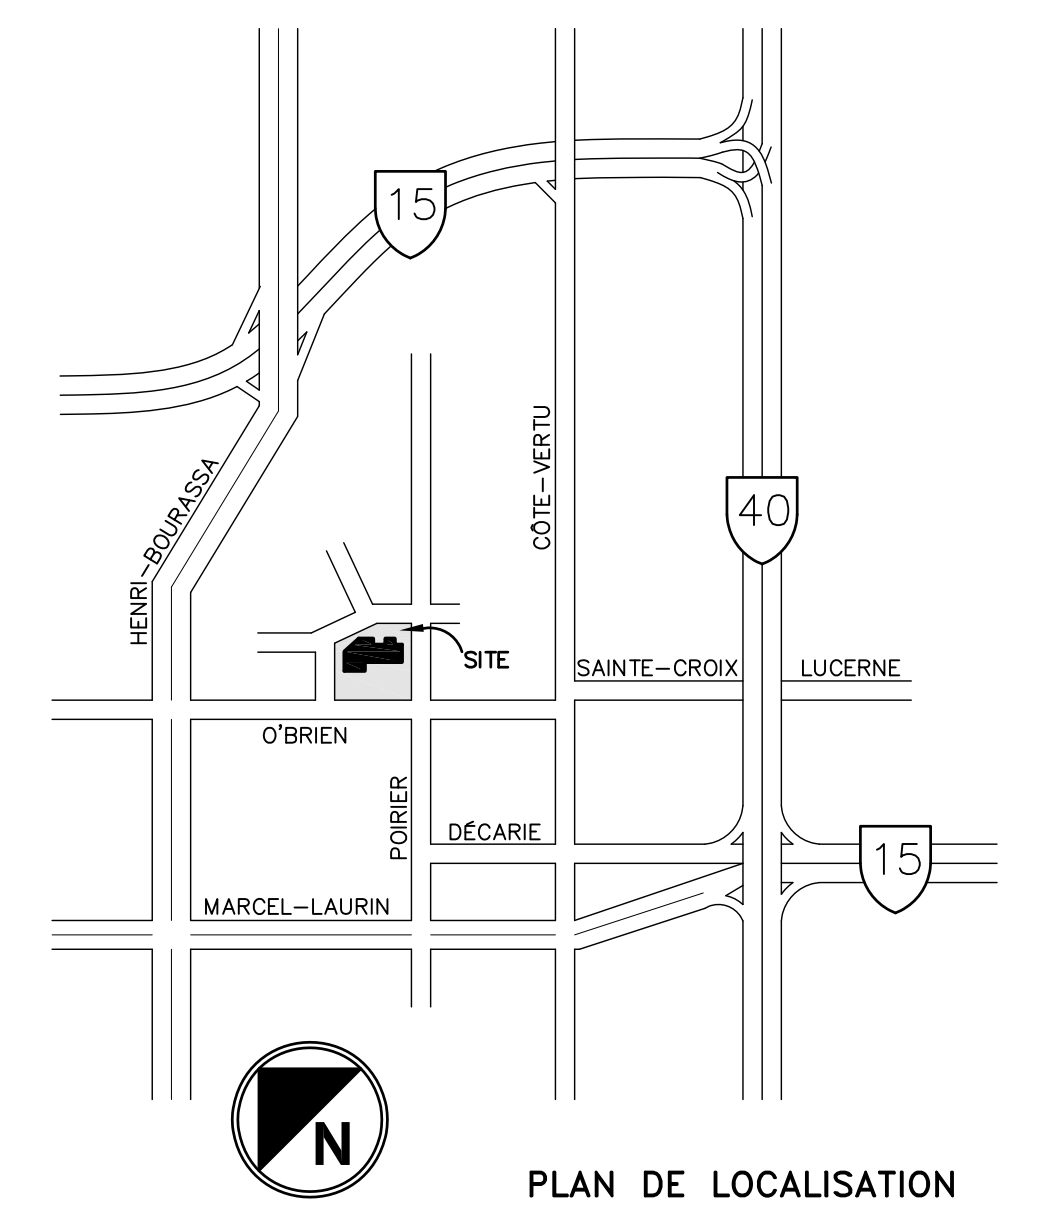 15
CÔTE-VERTU
HENRI-BOURASSA
40
SITE
SAINTE-CROIX
LUCERNE
O'BRIEN
POIRIER
DÉCARIE
15
MARCEL-LAURIN
N
PLAN DE LOCALISATION